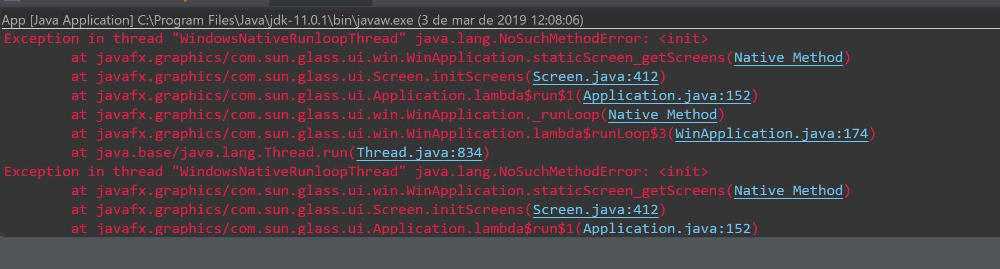 App [Java Application] C:\Program Files\Java\jdk-11.0.1\bin\javaw.exe (3 de mar de 2019 12:08:06)
Exception in thread "WindowsNativeRunloopThread" java.lang.NoSuchMethodError: <init>
at javafx.graphics/com.sun.glass.ui.win.WinApplication.staticScreen_getScreens(Native Method)
at javafx.graphics/com.sun.glass.ui.Screen.initScreens(Screen.java:412)
at javafx.graphics/com.sun.glass.ui.Application.lambda$run$1(Application.java:152)
at javafx.graphics/com.sun.glass.ui.win.WinApplication._runLoop(Native Method)
at javafx.graphics/com.sun.glass.ui.win.WinApplication.lambda$runLoop$3(WinApplication.java:174)
at java.base/java.lang.Thread.run(Thread.java:834)
Exception in thread "WindowsNativeRunloopThread" java.lang.NoSuchMethodError: <init>
at javafx.graphics/com.sun.glass.ui.win.WinApplication.staticScreen_getScreens(Native Method)
at javafx.graphics/com.sun.glass.ui.Screen.initScreens(Screen.java:412)
at javafx.graphics/com.sun.glass.ui.Application.lambda$run$1(Application.java:152)